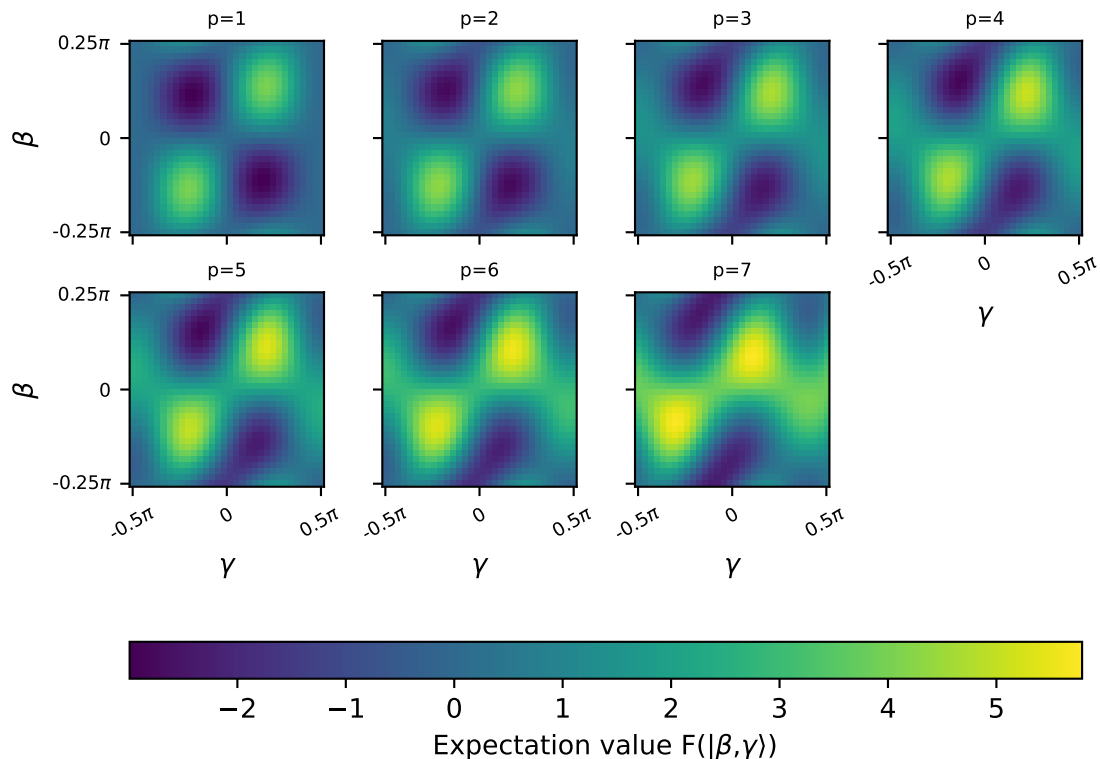 p=1
p=2
p=3
p=4
0.25π
β
0
-0.25π
-0.5π
0
0.5π
γ
p=5
p=6
p=7
0.25π
β
0
-0.25π
-0.5π
0
0.5π
-0.5π
0
0.5π
-0.5π
0
0.5π
γ
γ
γ
−2
−1
0
1
2
3
4
5
Expectation value F(|β,γ⟩)